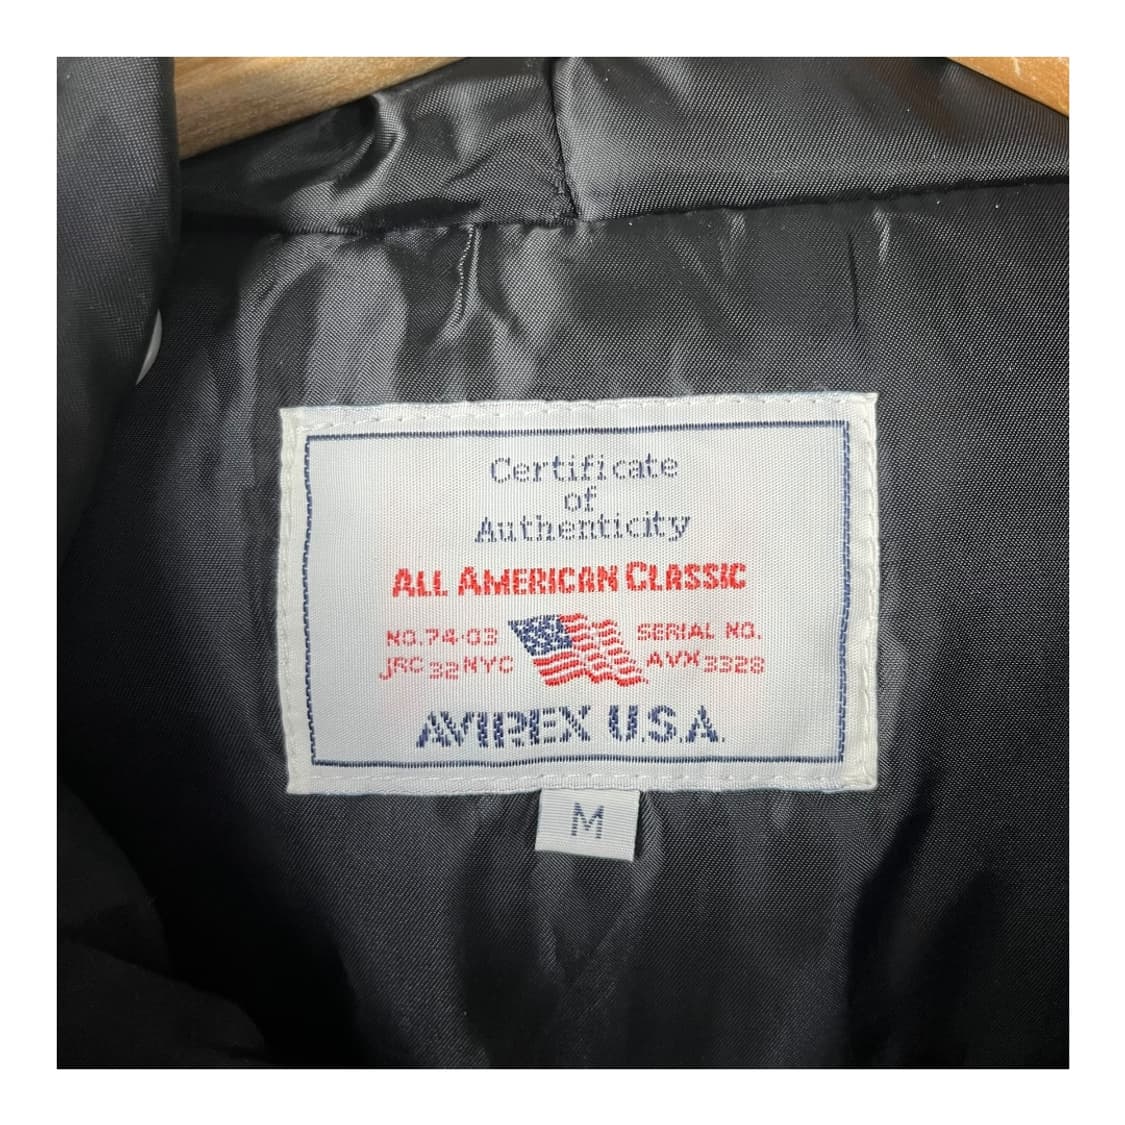 Certificate
of
Authenticity
ALL AMERICAN CLASSIC
NO.74-03 SERIAL NO.
JRC 32 NYC AVX 3328
AVIREX U.S.A.
M